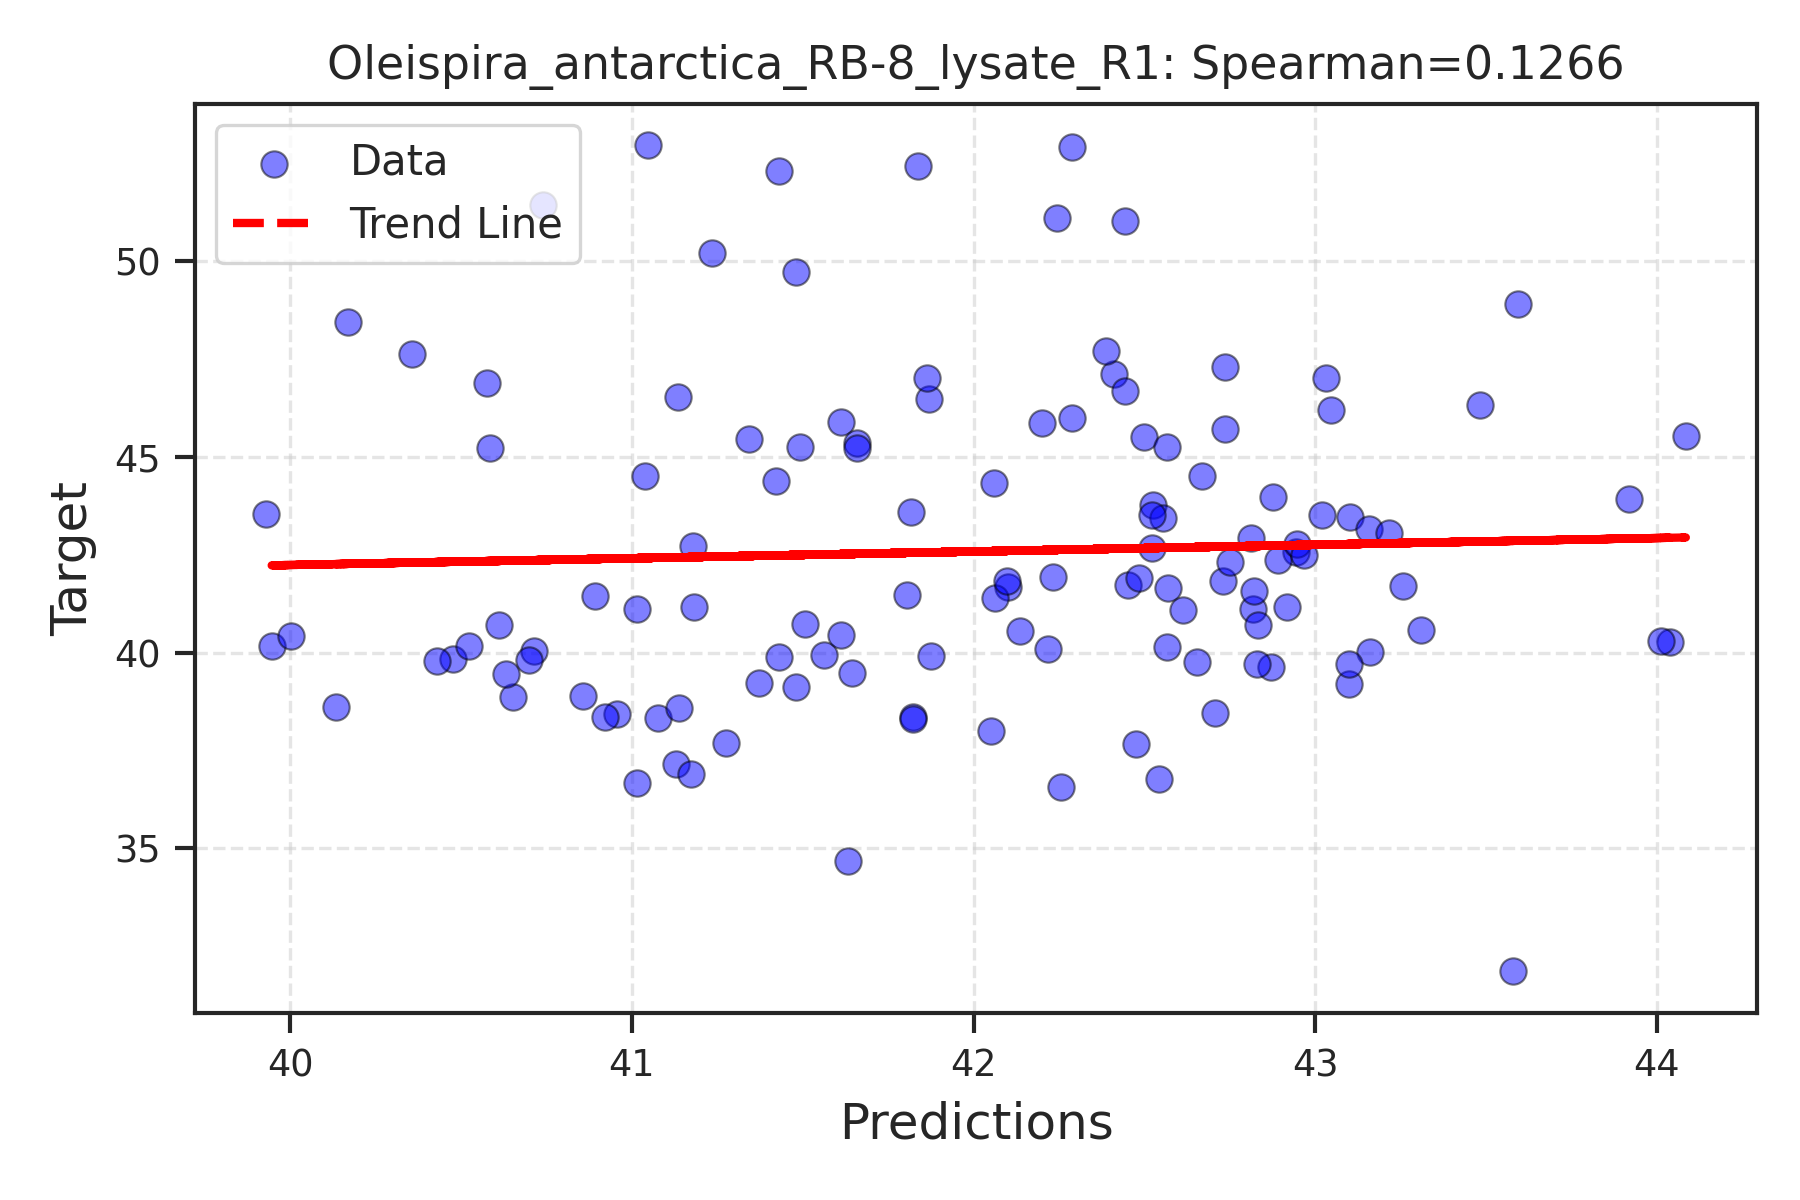 Oleispira_antarctica_RB-8_lysate_R1: Spearman=0.1266
Data
Trend Line
50
45
40
35
Target
40 41 42 43 44
Predictions